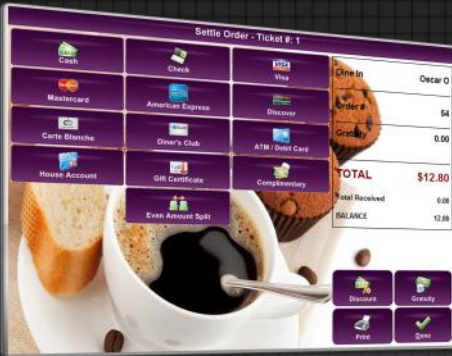 Settle Order - Ticket #: 1
Cash
Check
VISA
Visa
Mastercard
American Express
Discover
Carte Blanche
Diner's Club
ATM / Debit Card
House Account
Gift Certificate
Complimentary
Even Amount Split
Dine In Oscar O
Order # 54
Gratuity 0.00
TOTAL $12.80
Total Received 0.00
BALANCE 12.80
Discount
Gratuity
Print
Done